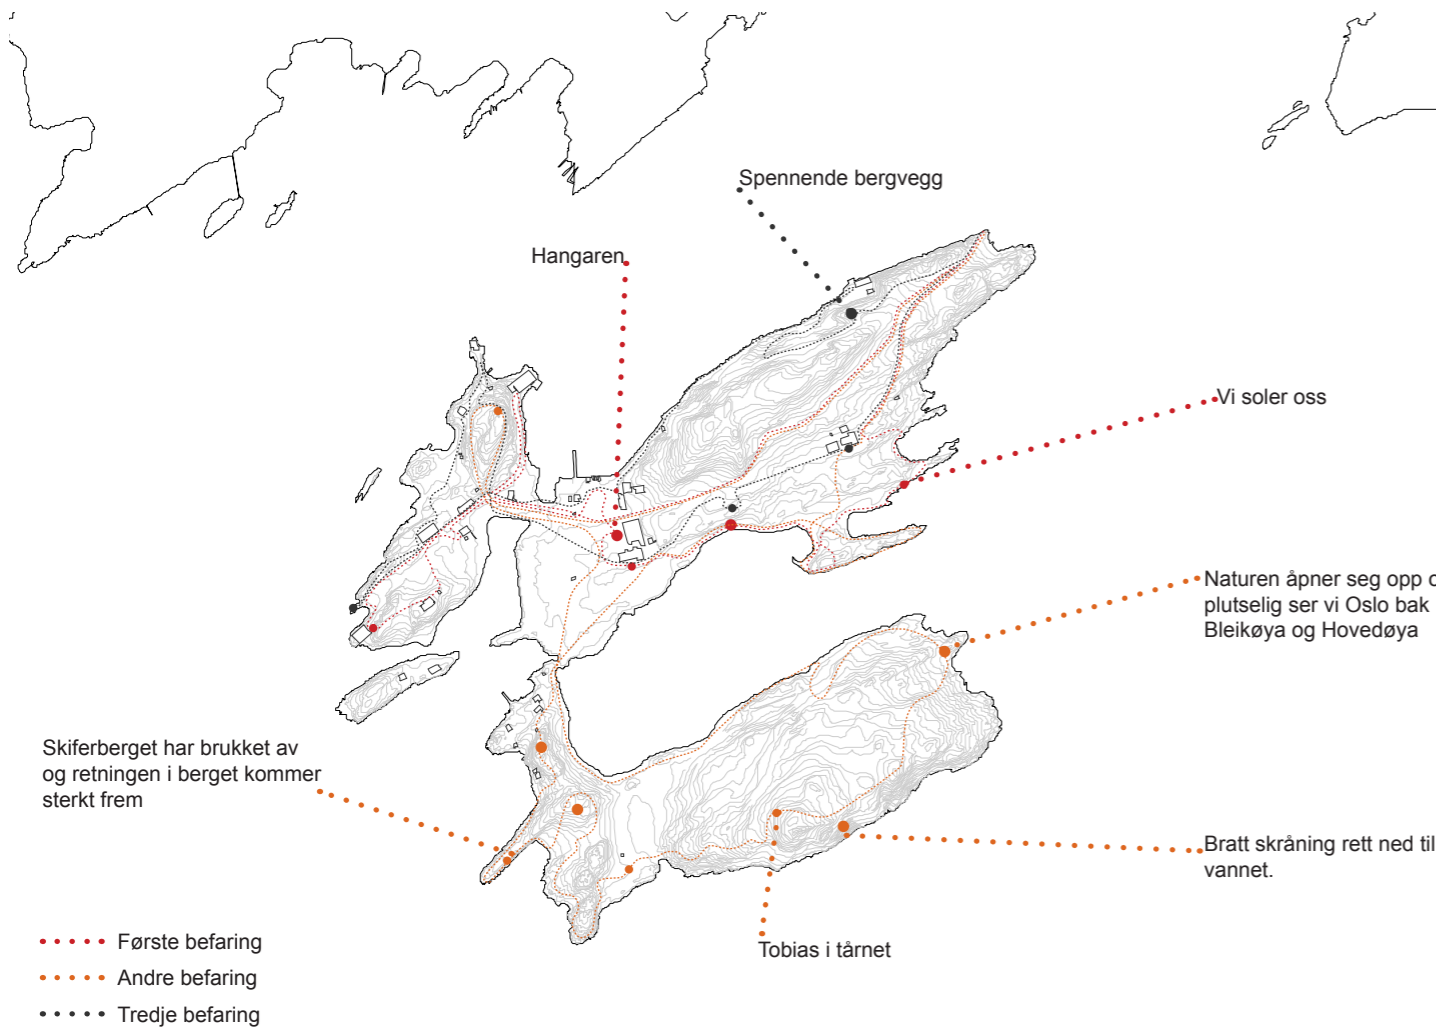 Spennende bergvegg
Hangaren
Vi soler oss
Naturen åpner seg opp o
plutselig ser vi Oslo bak
Bleikøya og Hovedøya
Skiferberget har brukket av
og retningen i berget kommer
sterkt frem
Bratt skråning rett ned til
vannet.
Tobias i tårnet
Første befaring
Andre befaring
Tredje befaring